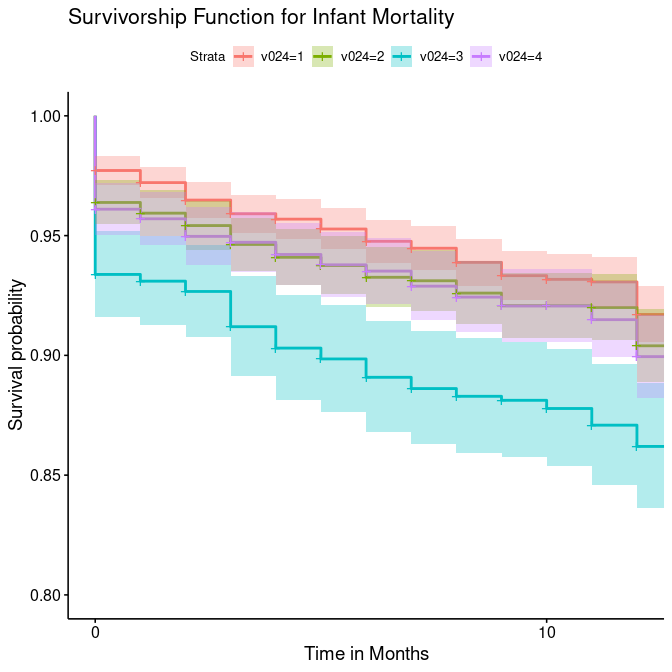 Survivorship Function for Infant Mortality
Strata v024=1 v024=2 v024=3 v024=4
1.00
0.95
0.90
0.85
0.80
Survival probability
0 10
Time in Months